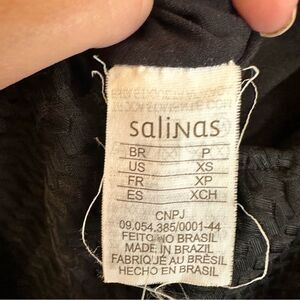 salinas
BR P
US XS
FR XP
ES XCH
CNPJ
09.054.385/0001-44
FEITO NO BRASIL
MADE IN BRAZIL
FABRIQUÉ AU BRÉSIL
HECHO EN BRASIL